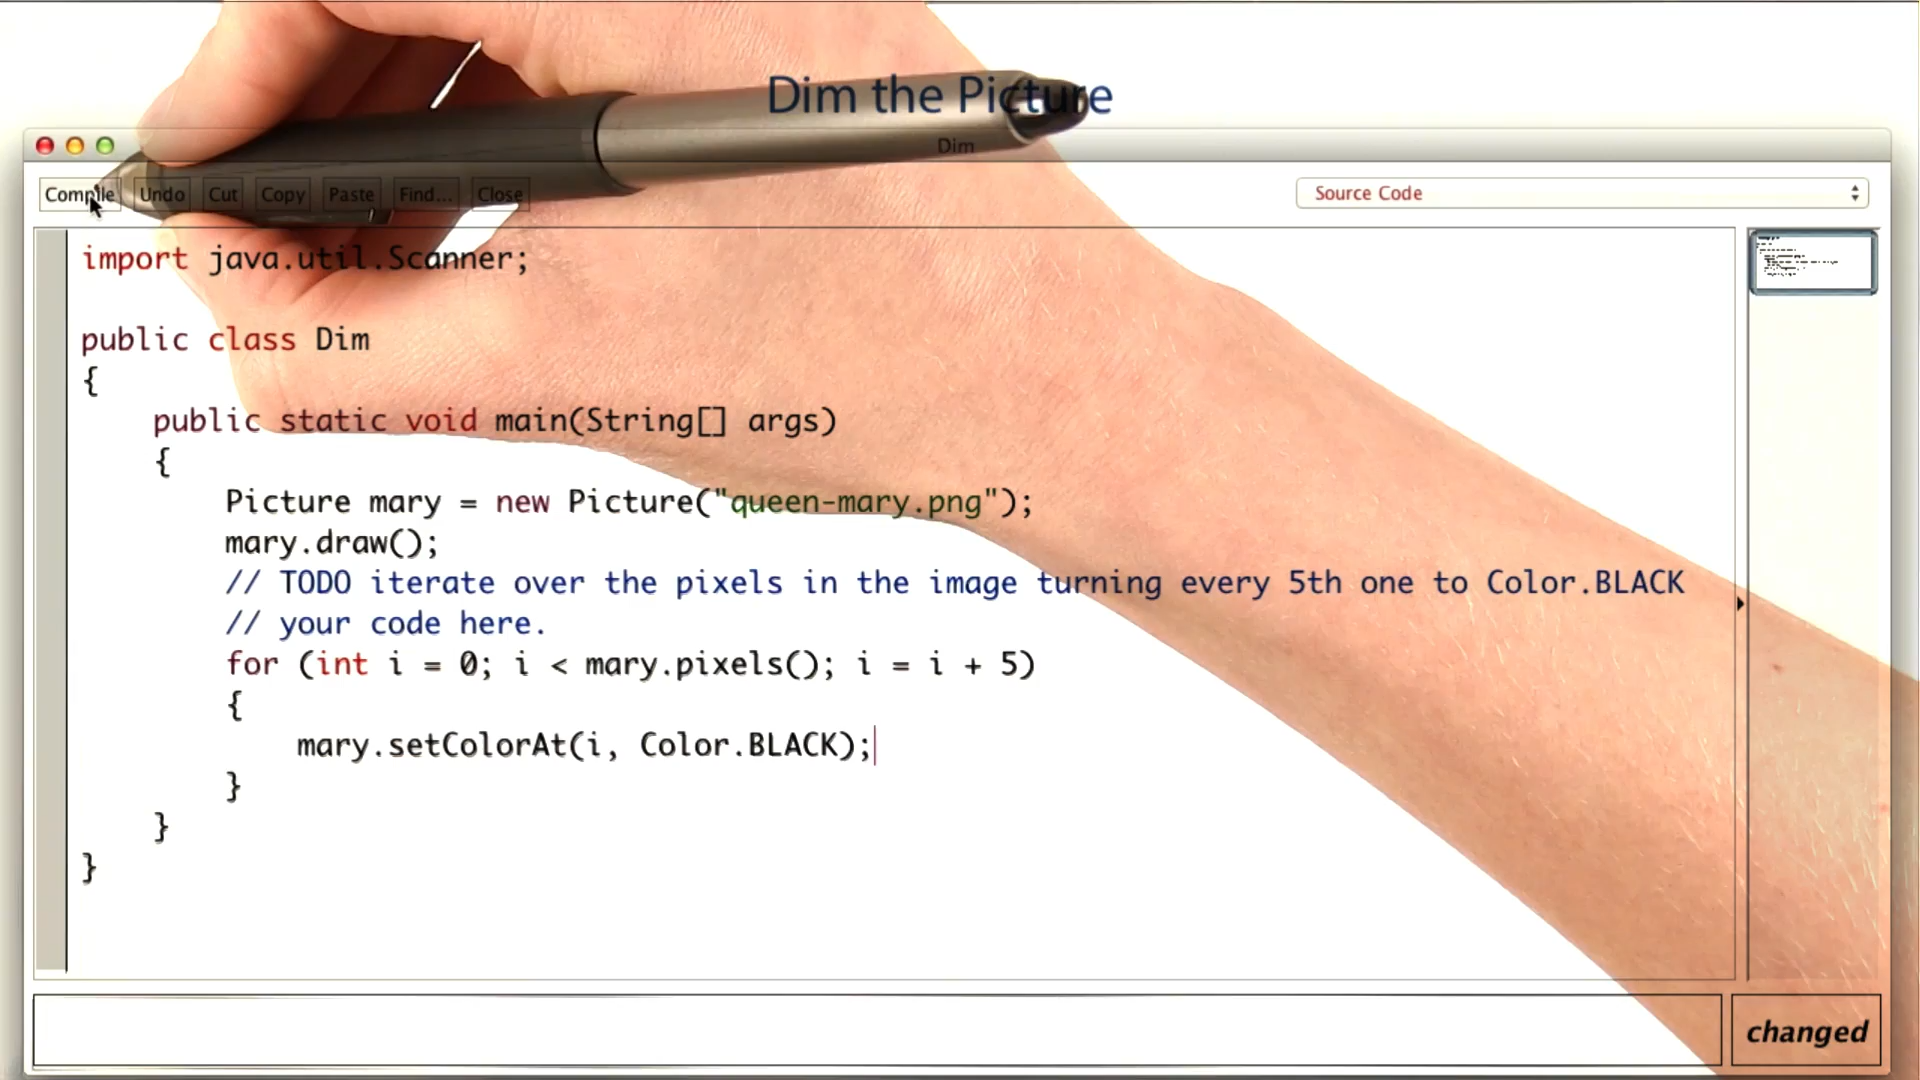 Dim the Picture
Dim
Compile Undo Cut Copy Paste Find... Close Source Code
import java.util.Scanner;
public class Dim
{
public static void main(String[] args)
{
Picture mary = new Picture("queen-mary.png");
mary.draw();
// TODO iterate over the pixels in the image turning every 5th one to Color.BLACK
// your code here.
for (int i = 0; i < mary.pixels(); i = i + 5)
{
mary.setColorAt(i, Color.BLACK);
}
}
}
changed